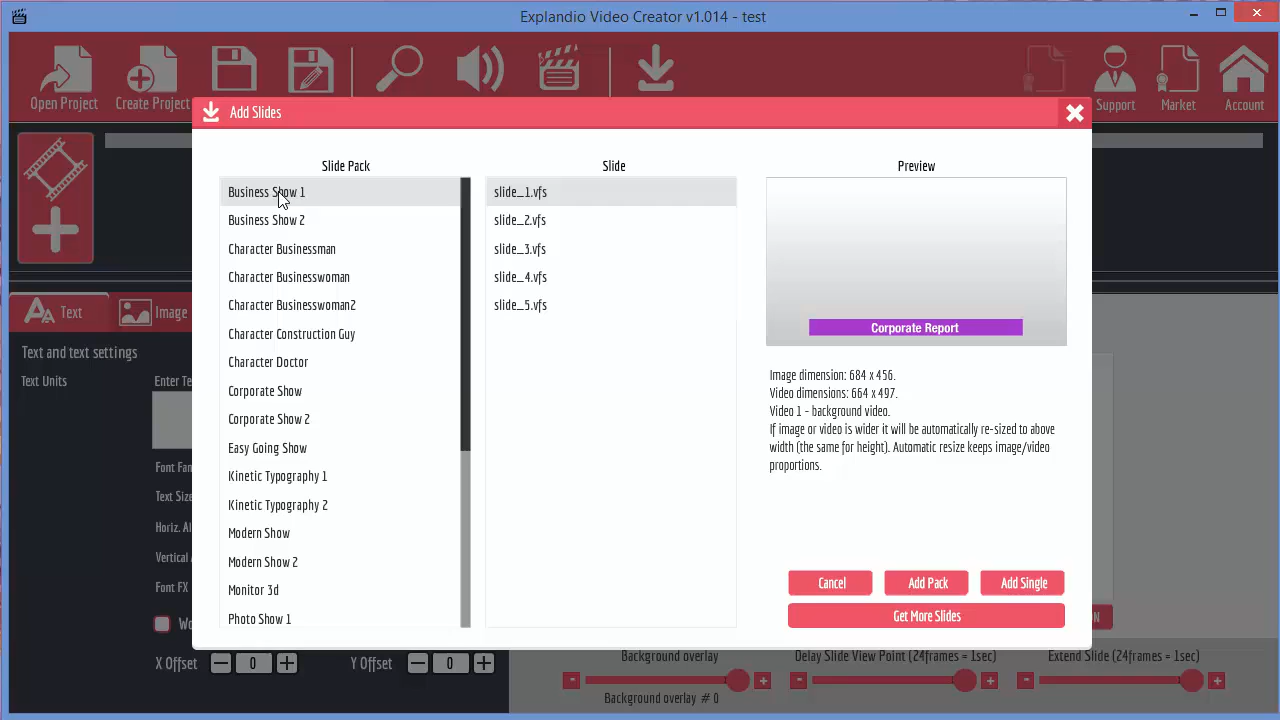 Explandio Video Creator v1.014 - test
Open Project
Create Project
Support
Market
Account
Add Slides
Slide Pack
Slide
Preview
Business Show 1
Business Show 2
Character Businessman
Character Businesswoman
Character Businesswoman2
Character Construction Guy
Character Doctor
Corporate Show
Corporate Show 2
Easy Going Show
Kinetic Typography 1
Kinetic Typography 2
Modern Show
Modern Show 2
Monitor 3d
Photo Show 1
slide_1.vfs
slide_2.vfs
slide_3.vfs
slide_4.vfs
slide_5.vfs
Corporate Report
Image dimension: 684 x 456.
Video dimensions: 664 x 497.
Video 1 - background video.
If image or video is wider it will be automatically re-sized to above
width (the same for height). Automatic resize keeps image/video
proportions.
Cancel
Add Pack
Add Single
Get More Slides
Text
Image
Text and text settings
Text Units
Enter Te
Font Fan
Text Size
Horiz. Al
Vertical
Font FX
Wo
X Offset
0
Y Offset
0
Background overlay
Background overlay # 0
Delay Slide View Point (24frames = 1sec)
Extend Slide (24frames = 1sec)